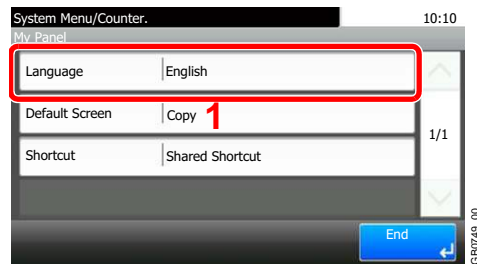 System Menu/Counter. 10:10
My Panel
Language English
Default Screen Copy 1
1/1
Shortcut Shared Shortcut
End
GB0749_00